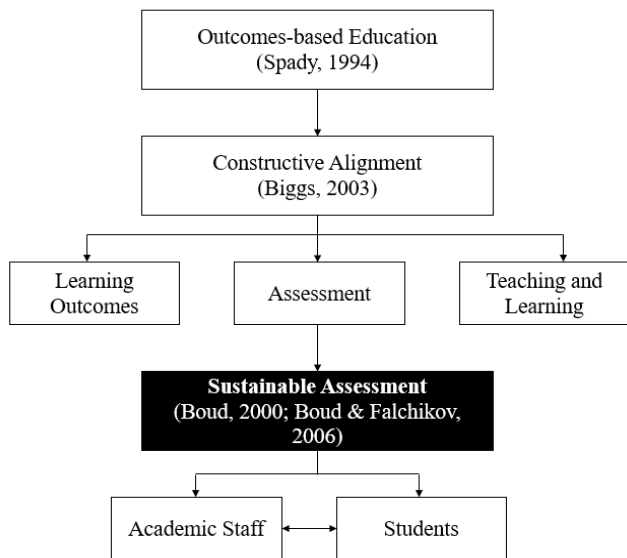 Outcomes-based Education
(Spady, 1994)
Constructive Alignment
(Biggs, 2003)
Learning
Outcomes
Assessment
Teaching and
Learning
Sustainable Assessment
(Boud, 2000; Boud & Falchikov,
2006)
Academic Staff
Students